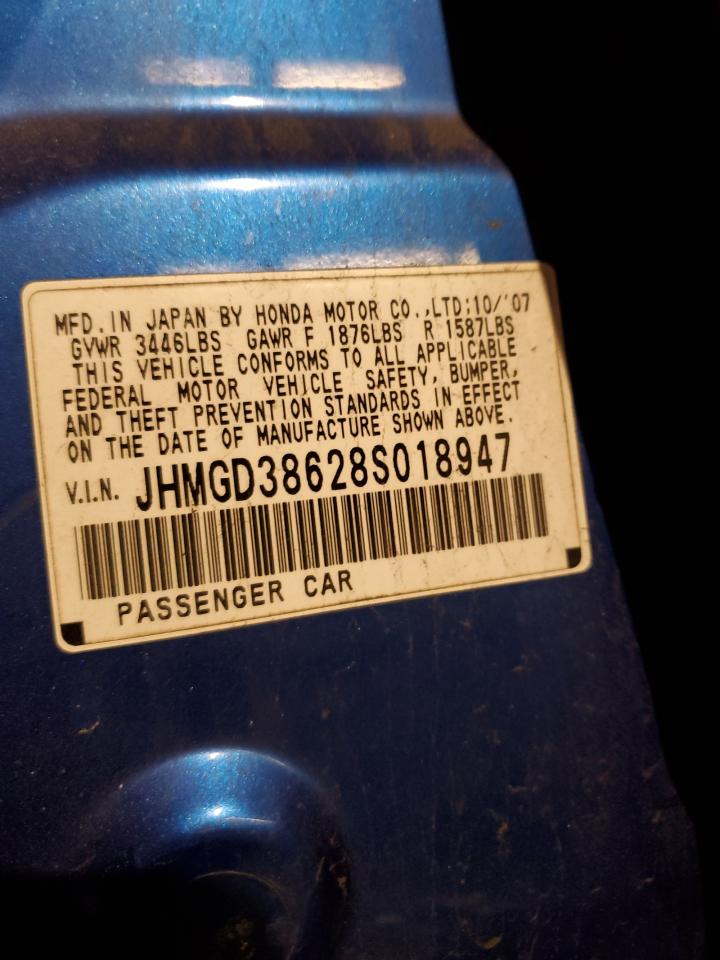 MFD.IN JAPAN BY HONDA MOTOR CO.,LTD:10/'07
GVWR 3446LBS GAWR F 1876LBS R 1587LBS
THIS VEHICLE CONFORMS TO ALL APPLICABLE
FEDERAL MOTOR VEHICLE SAFETY, BUMPER,
AND THEFT PREVENTION STANDARDS IN EFFECT
ON THE DATE OF MANUFACTURE SHOWN ABOVE.
V.I.N. JHMGD38628S018947
PASSENGER CAR